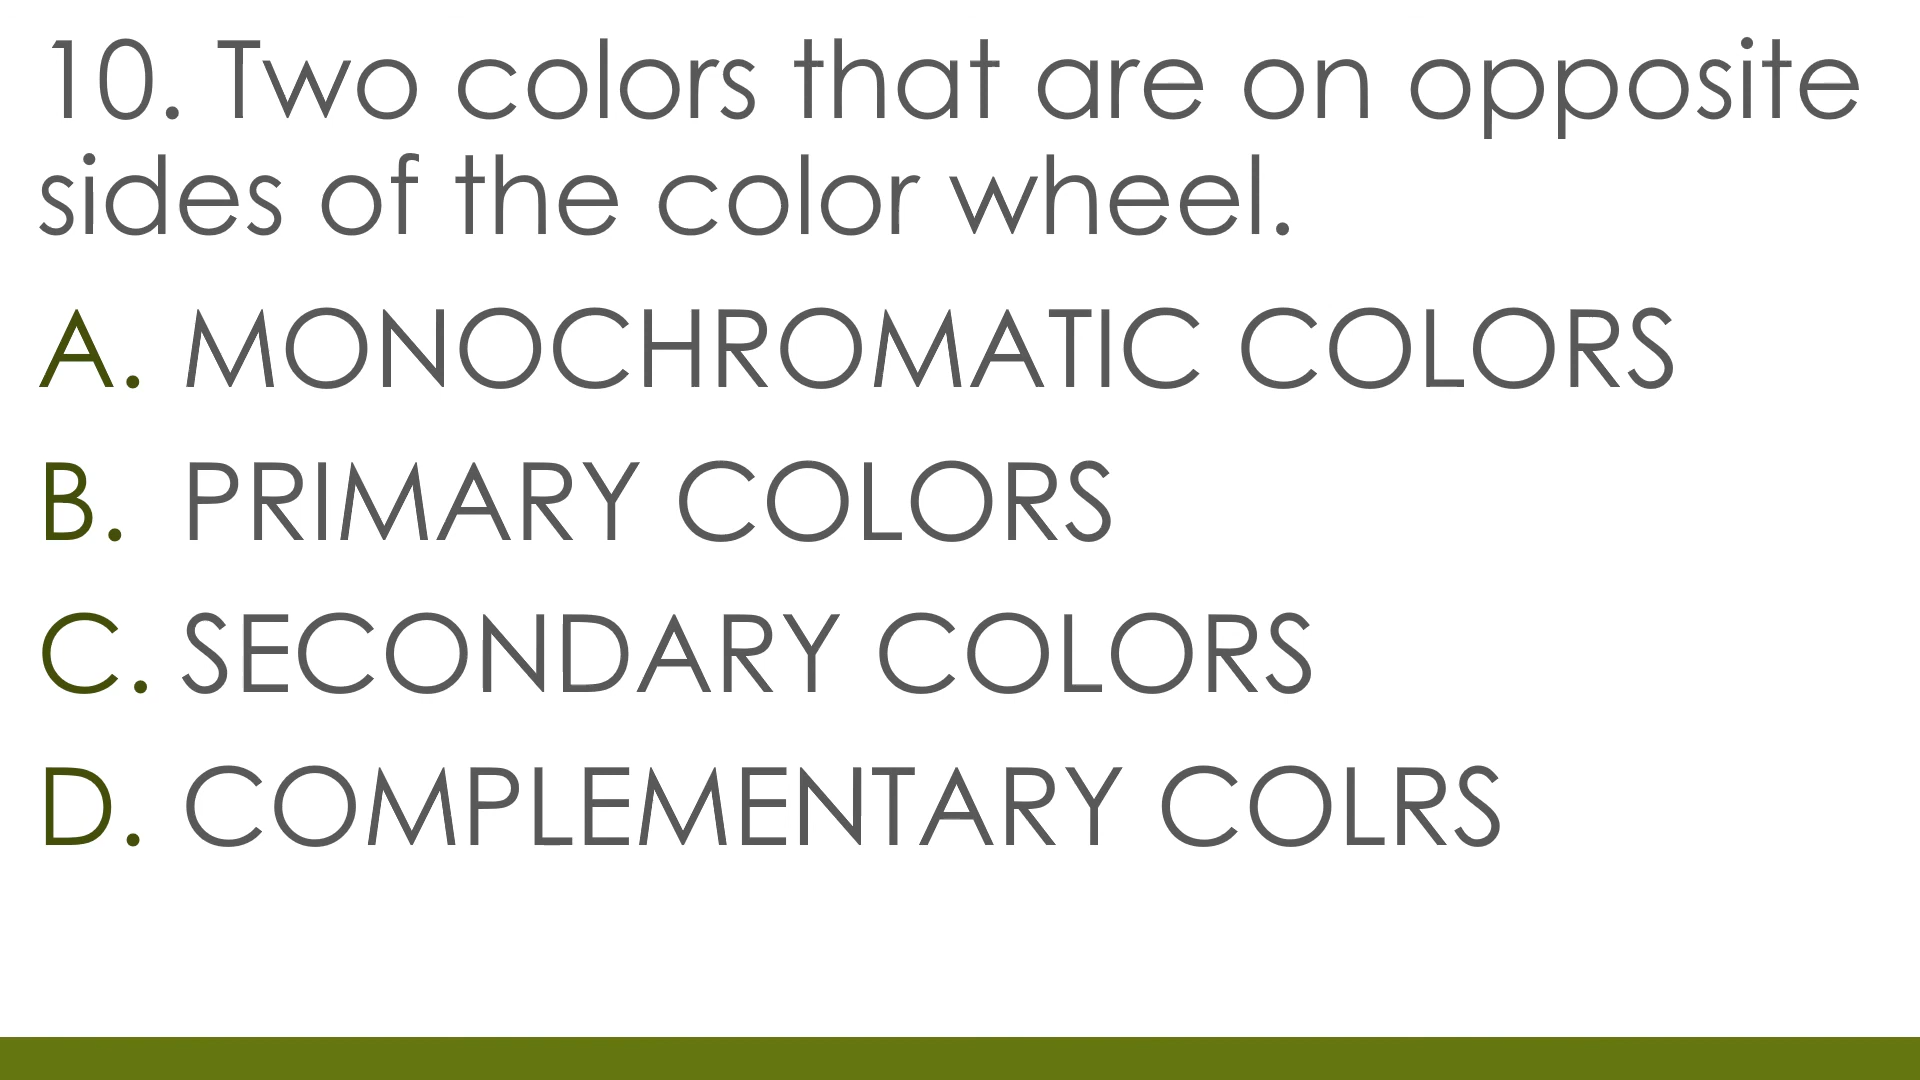 10. Two colors that are on opposite
sides of the color wheel.
A. MONOCHROMATIC COLORS
B. PRIMARY COLORS
C. SECONDARY COLORS
D. COMPLEMENTARY COLRS